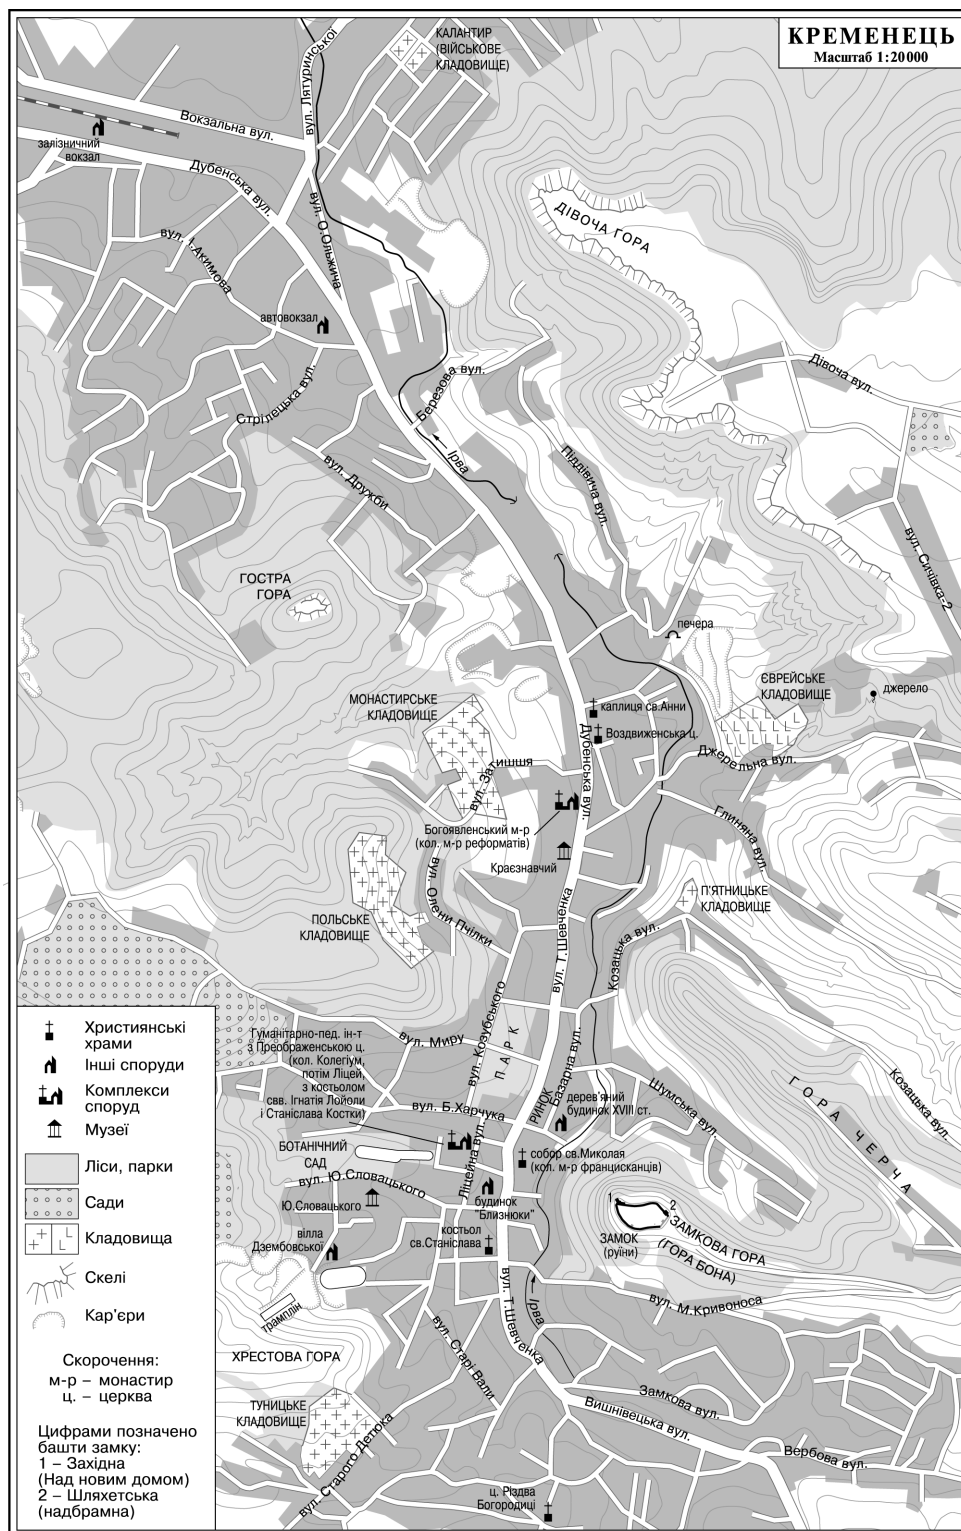 КРЕМЕНЕЦЬ
Масштаб 1:20000
КАЛАНТИР
(ВІЙСЬКОВЕ
КЛАДОВИЩЕ)
вул. Лятуринської
Вокзальна вул.
залізничний
вокзал
Дубенська вул.
вул. О.Ольжича
ДІВОЧА ГОРА
вул. І.Акимова
автовокзал
Дівоча вул.
Березова вул.
Стрілецька вул.
Ірва
Піддівича вул.
вул. Дружби
вул. Сичівка-2
ГОСТРА
ГОРА
печера
ЄВРЕЙСЬКЕ
КЛАДОВИЩЕ
джерело
МОНАСТИРСЬКЕ
КЛАДОВИЩЕ
каплиця св.Анни
Воздвиженська ц.
Дубенська вул.
Джерельна вул.
вул. Затишшя
Глиняна вул.
Богоявленський м-р
(кол. м-р реформатів)
Краєзнавчий
вул. Олени Пчілки
П'ЯТНИЦЬКЕ
КЛАДОВИЩЕ
ПОЛЬСЬКЕ
КЛАДОВИЩЕ
вул. Т.Шевченка
Козацька вул.
вул. Козубського
ПАРК
вул. Миру
Гуманітарно-пед. ін-т
з Преображенською ц.
(кол. Колегіум,
потім Ліцей,
з костьолом
свв. Ігнатія Лойоли
і Станіслава Костки)
Базарна вул.
РИНОК
дерев'яний
будинок XVIII ст.
Шумська вул.
ГОРА ЧЕРЧА
Козацька вул.
вул. Б.Харчука
Ліцейна вул.
БОТАНІЧНИЙ
САД
собор св.Миколая
(кол. м-р францисканців)
вул. Ю.Словацького
Ю.Словацького
будинок
"Близнюки"
вілла
Дзембовської
костьол
св.Станіслава
1
2
ЗАМОК
(руїни)
ЗАМКОВА ГОРА
(ГОРА БОНА)
вул. М.Кривоноса
Ірва
трамплін
вул. Т.Шевченка
вул. Старі Вали
ХРЕСТОВА ГОРА
ТУНИЦЬКЕ
КЛАДОВИЩЕ
Замкова вул.
Вишнівецька вул.
Вербова вул.
вул. Старого Детюка
ц. Різдва
Богородиці
Християнські
храми
Інші споруди
Комплекси
споруд
Музеї
Ліси, парки
Сади
Кладовища
Скелі
Кар'єри
Скорочення:
м-р – монастир
ц. – церква
Цифрами позначено
башти замку:
1 – Західна
(Над новим домом)
2 – Шляхетська
(надбрамна)